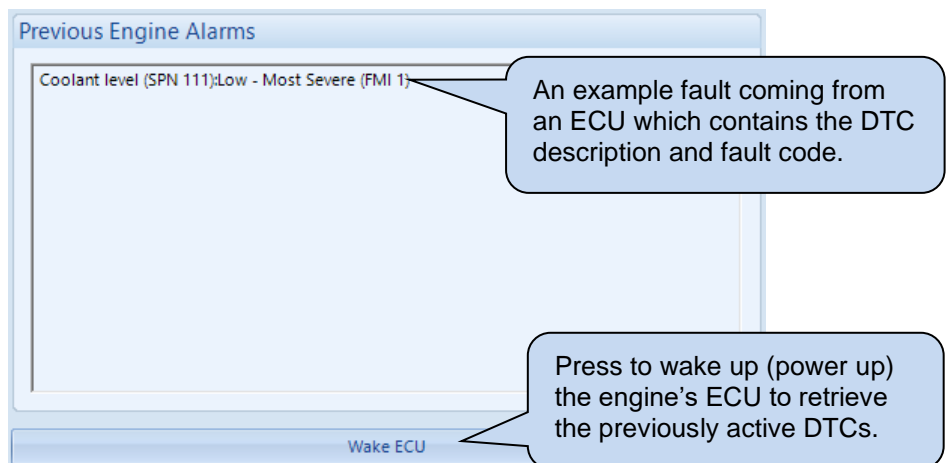 Previous Engine Alarms
Coolant level (SPN 111):Low - Most Severe (FMI 1)
An example fault coming from
an ECU which contains the DTC
description and fault code.
Press to wake up (power up)
the engine’s ECU to retrieve
the previously active DTCs.
Wake ECU